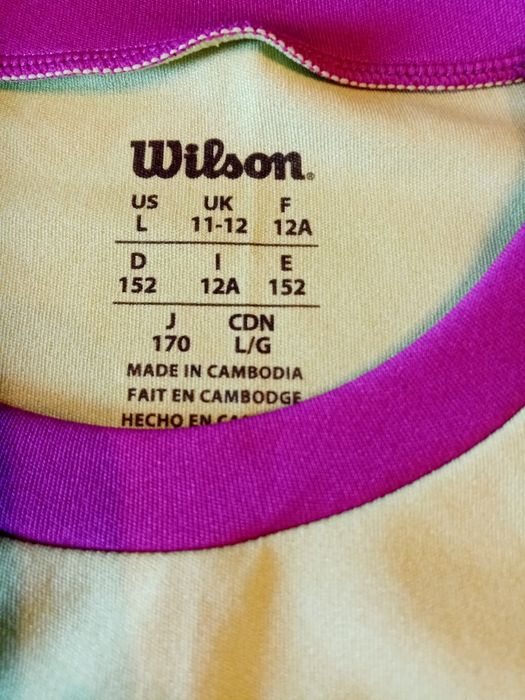 Wilson®
US UK F
L 11-12 12A
D I E
152 12A 152
J CDN
170 L/G
MADE IN CAMBODIA
FAIT EN CAMBODGE
HECHO EN